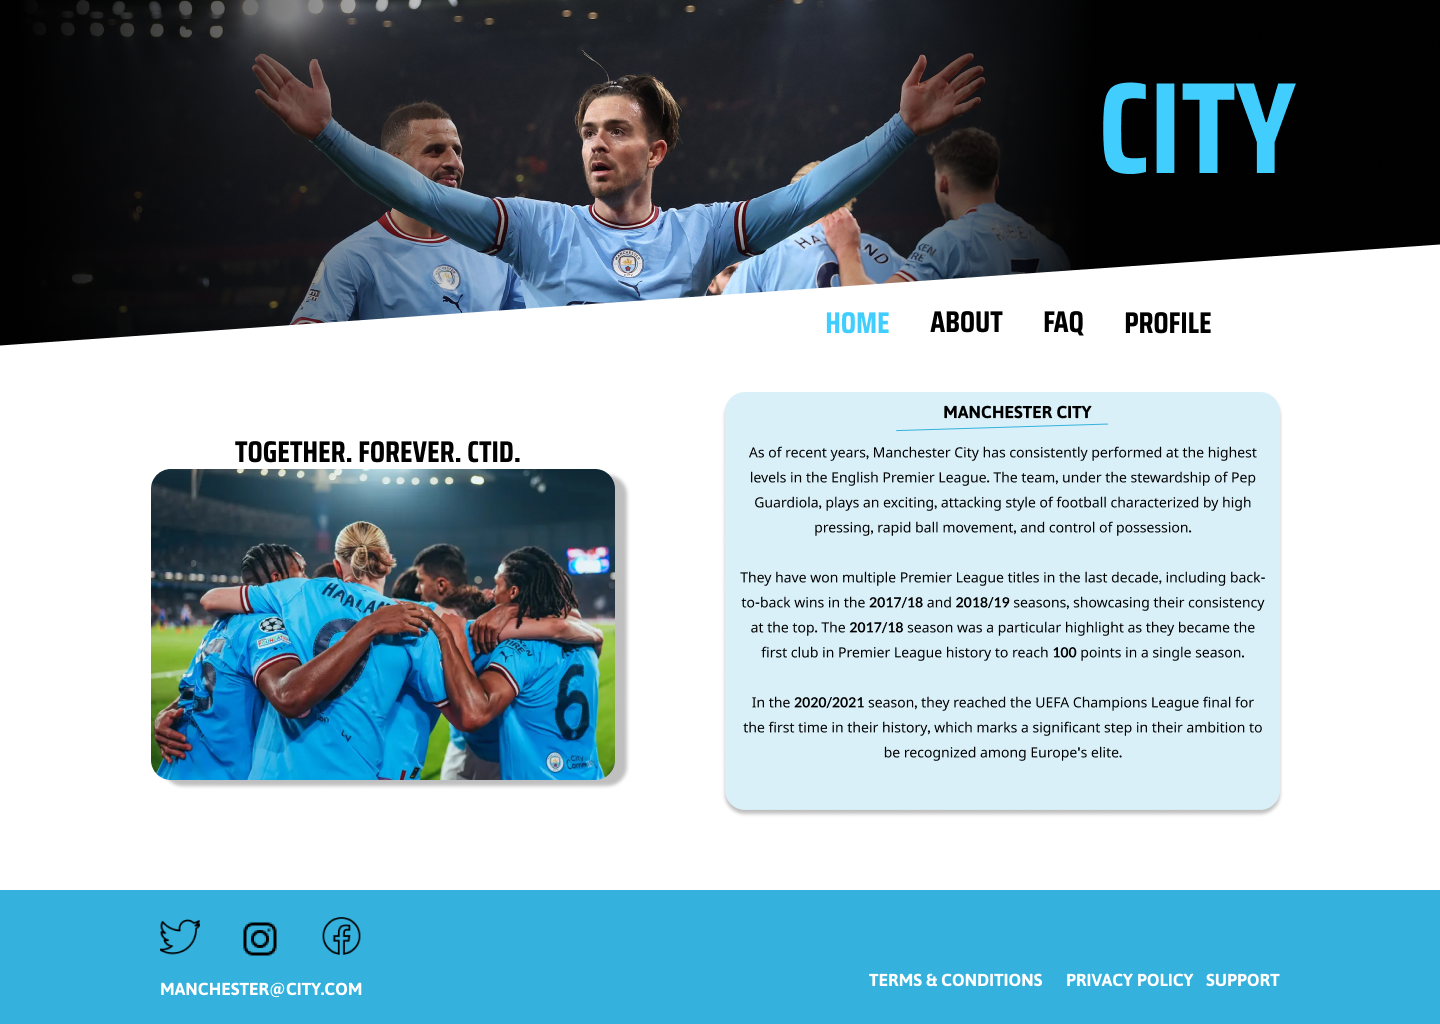 CITY
HA ND
HOME ABOUT FAQ PROFILE
TOGETHER. FOREVER. CTID.
HAALAN
6
MANCHESTER CITY
As of recent years, Manchester City has consistently performed at the highest
levels in the English Premier League. The team, under the stewardship of Pep
Guardiola, plays an exciting, attacking style of football characterized by high
pressing, rapid ball movement, and control of possession.
They have won multiple Premier League titles in the last decade, including back-
to-back wins in the 2017/18 and 2018/19 seasons, showcasing their consistency
at the top. The 2017/18 season was a particular highlight as they became the
first club in Premier League history to reach 100 points in a single season.
In the 2020/2021 season, they reached the UEFA Champions League final for
the first time in their history, which marks a significant step in their ambition to
be recognized among Europe's elite.
MANCHESTER@CITY.COM
TERMS & CONDITIONS PRIVACY POLICY SUPPORT